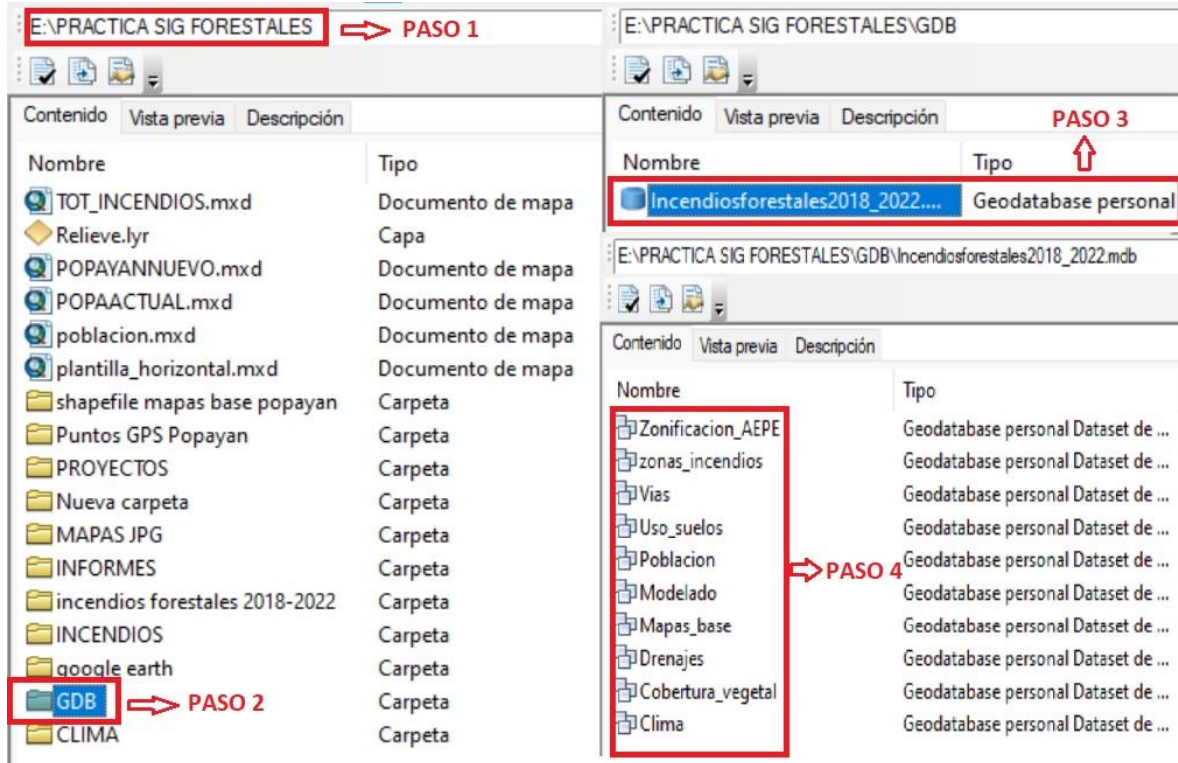 E:\PRACTICA SIG FORESTALES PASO 1
Contenido Vista previa Descripción
Nombre Tipo
TOT_INCENDIOS.mxd Documento de mapa
Relieve.lyr Capa
POPAYANNUEVO.mxd Documento de mapa
POPAACTUAL.mxd Documento de mapa
poblacion.mxd Documento de mapa
plantilla_horizontal.mxd Documento de mapa
shapefile mapas base popayan Carpeta
Puntos GPS Popayan Carpeta
PROYECTOS Carpeta
Nueva carpeta Carpeta
MAPAS JPG Carpeta
INFORMES Carpeta
incendios forestales 2018-2022 Carpeta
INCENDIOS Carpeta
google earth Carpeta
GDB PASO 2 Carpeta
CLIMA Carpeta
E:\PRACTICA SIG FORESTALES\GDB
Contenido Vista previa Descripción PASO 3
Nombre Tipo
Incendiosforestales2018_2022.... Geodatabase personal
E:\PRACTICA SIG FORESTALES\GDB\Incendiosforestales2018_2022.mdb
Contenido Vista previa Descripción
Nombre Tipo
Zonificacion_AEPE Geodatabase personal Dataset de ...
zonas_incendios Geodatabase personal Dataset de ...
Vias Geodatabase personal Dataset de ...
Uso_suelos Geodatabase personal Dataset de ...
Poblacion Geodatabase personal Dataset de ...
PASO 4
Modelado Geodatabase personal Dataset de ...
Mapas_base Geodatabase personal Dataset de ...
Drenajes Geodatabase personal Dataset de ...
Cobertura_vegetal Geodatabase personal Dataset de ...
Clima Geodatabase personal Dataset de ...